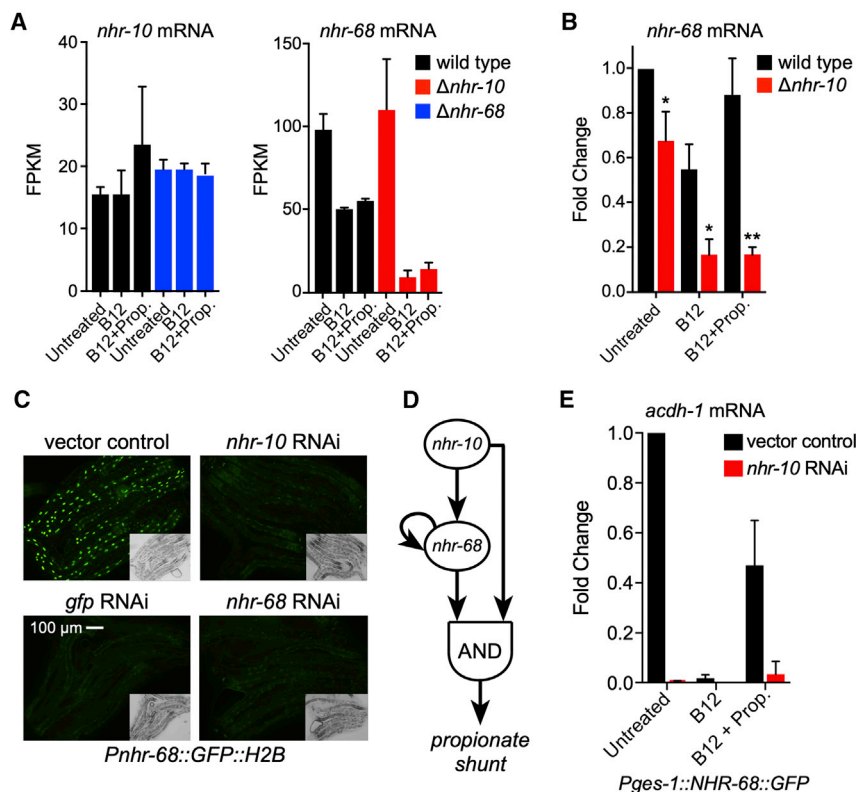 A
nhr-10 mRNA
FPKM
40
30
20
10
0
Untreated
B12
B12+Prop.
Untreated
B12
B12+Prop.
nhr-68 mRNA
FPKM
150
100
50
0
Untreated
B12
B12+Prop.
Untreated
B12
B12+Prop.
wild type
Δnhr-10
Δnhr-68
B
nhr-68 mRNA
wild type
Δnhr-10
Fold Change
1.0
0.8
0.6
0.4
0.2
0
*
*
**
Untreated
B12
B12+Prop.
C
vector control
nhr-10 RNAi
gfp RNAi
nhr-68 RNAi
100 µm
Pnhr-68::GFP::H2B
D
nhr-10
nhr-68
AND
propionate
shunt
E
acdh-1 mRNA
vector control
nhr-10 RNAi
Fold Change
1.0
0.8
0.6
0.4
0.2
0.0
Untreated
B12
B12 + Prop.
Pges-1::NHR-68::GFP